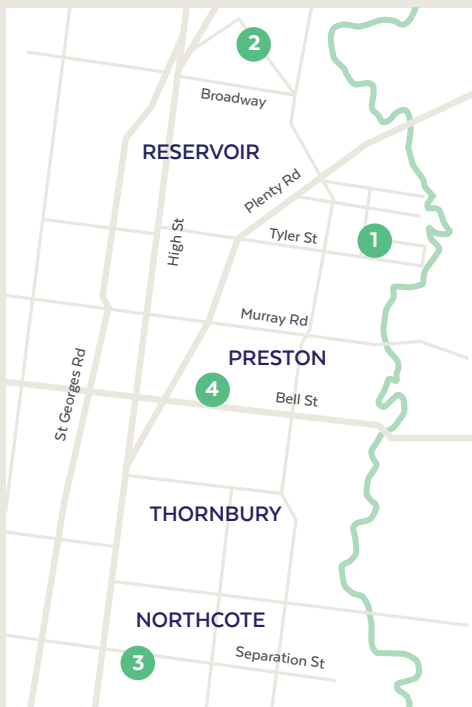 2
Broadway
RESERVOIR
Plenty Rd
High St
Tyler St
1
Murray Rd
PRESTON
St Georges Rd
4
Bell St
THORNBURY
NORTHCOTE
3
Separation St